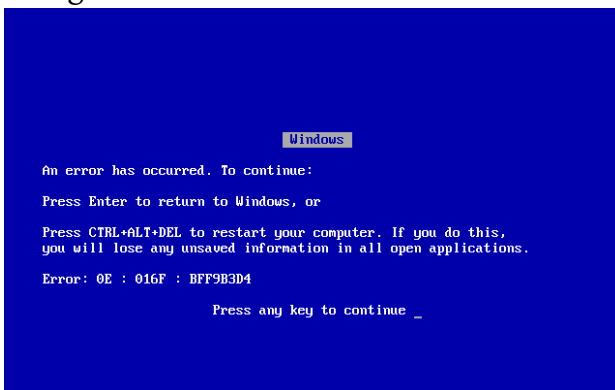 Windows
An error has occurred. To continue:
Press Enter to return to Windows, or
Press CTRL+ALT+DEL to restart your computer. If you do this,
you will lose any unsaved information in all open applications.
Error: 0E : 016F : BFF9B3D4
Press any key to continue _